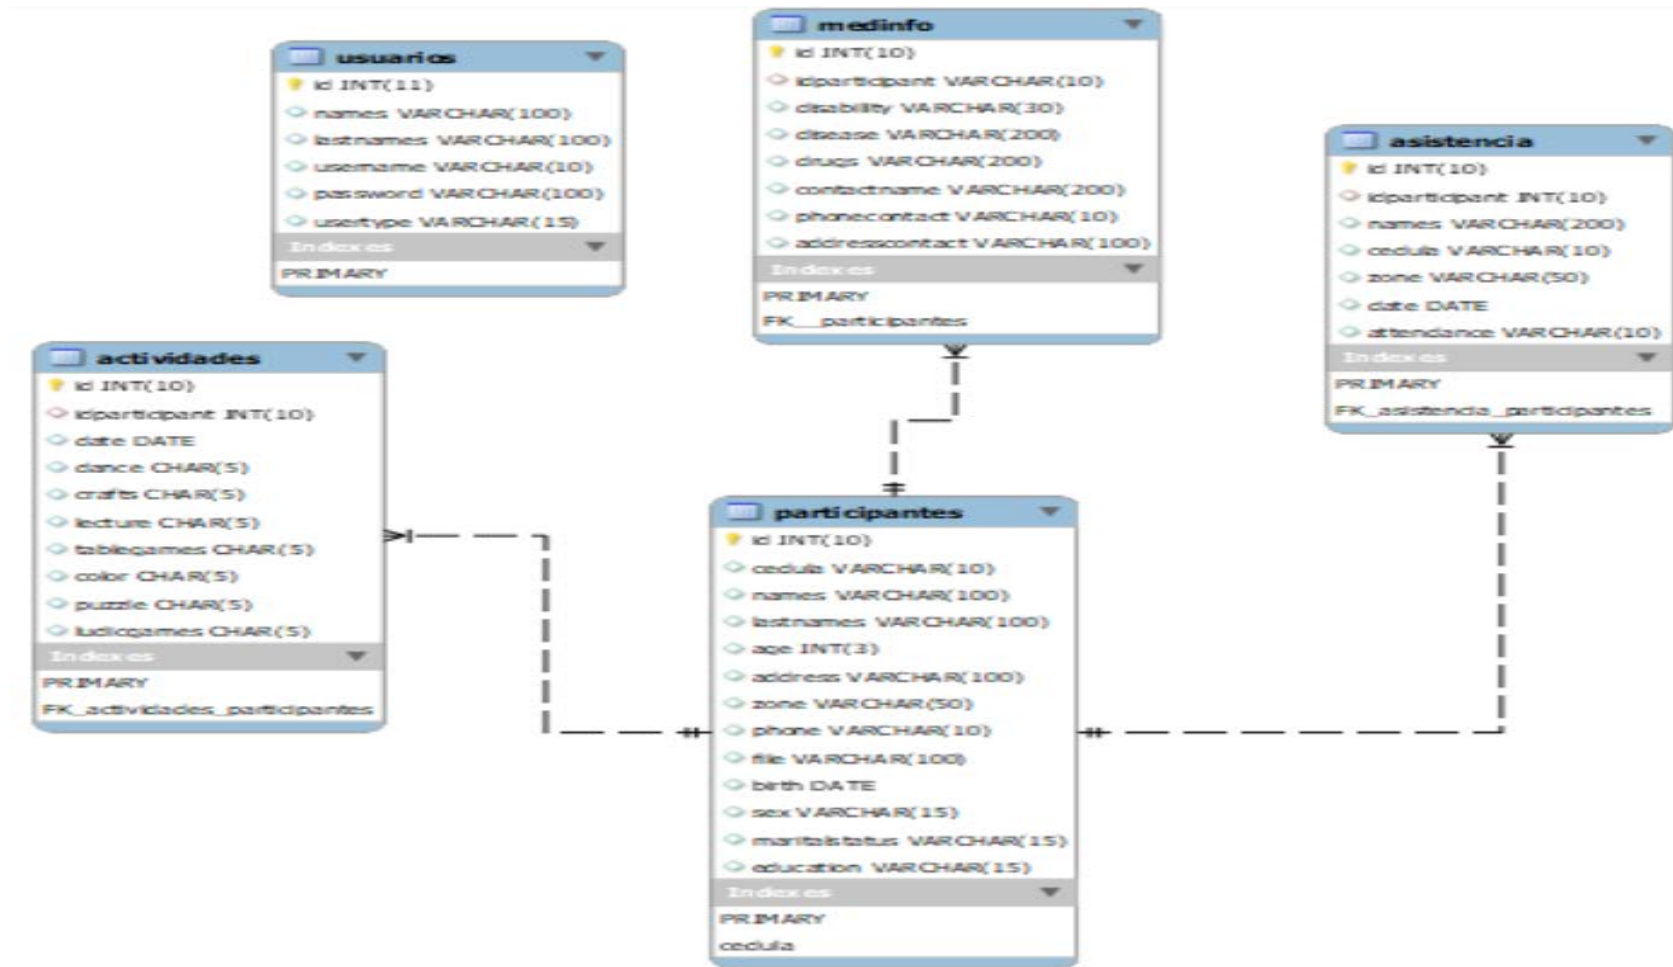 usuarios
id INT(11)
names VARCHAR(100)
lastnames VARCHAR(100)
username VARCHAR(10)
password VARCHAR(100)
usertype VARCHAR(15)
Indexes
PRIMARY
medinfo
id INT(10)
idparticipant VARCHAR(10)
disability VARCHAR(30)
disease VARCHAR(200)
drugs VARCHAR(200)
contactname VARCHAR(200)
phonecontact VARCHAR(10)
addresscontact VARCHAR(100)
Indexes
PRIMARY
FK__participantes
asistencia
id INT(10)
idparticipant INT(10)
names VARCHAR(200)
cedula VARCHAR(10)
zone VARCHAR(50)
date DATE
attendance VARCHAR(10)
Indexes
PRIMARY
FK_asistencia_participantes
actividades
id INT(10)
idparticipant INT(10)
date DATE
dance CHAR(5)
crafts CHAR(5)
lecture CHAR(5)
tablegames CHAR(5)
color CHAR(5)
puzzle CHAR(5)
ludicgames CHAR(5)
Indexes
PRIMARY
FK_actividades_participantes
participantes
id INT(10)
cedula VARCHAR(10)
names VARCHAR(100)
lastnames VARCHAR(100)
age INT(3)
address VARCHAR(100)
zone VARCHAR(50)
phone VARCHAR(10)
file VARCHAR(100)
birth DATE
sex VARCHAR(15)
maritalstatus VARCHAR(15)
education VARCHAR(15)
Indexes
PRIMARY
cedula